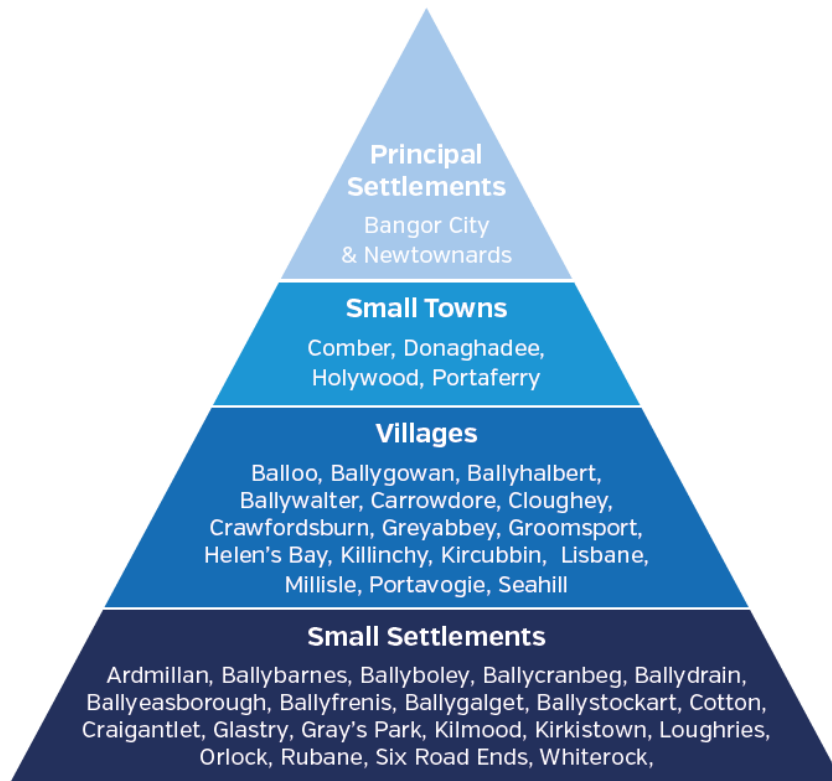 Principal
Settlements
Bangor City
& Newtownards
Small Towns
Comber, Donaghadee,
Holywood, Portaferry
Villages
Balloo, Ballygowan, Ballyhalbert,
Ballywalter, Carrowdore, Cloughey,
Crawfordsburn, Greyabbey, Groomsport,
Helen's Bay, Killinchy, Kircubbin, Lisbane,
Millisle, Portavogie, Seahill
Small Settlements
Ardmillan, Ballybarnes, Ballyboley, Ballycranbeg, Ballydrain,
Ballyeasborough, Ballyfrenis, Ballygalget, Ballystockart, Cotton,
Craigantlet, Glastry, Gray's Park, Kilmood, Kirkistown, Loughries,
Orlock, Rubane, Six Road Ends, Whiterock,